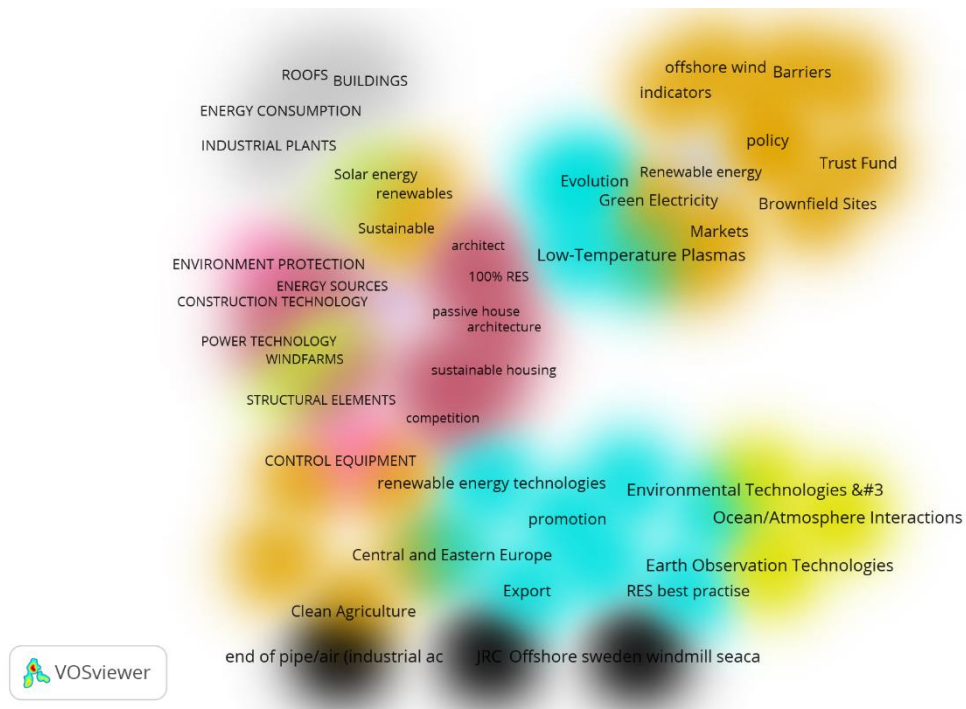 ROOFS
BUILDINGS
ENERGY CONSUMPTION
INDUSTRIAL PLANTS
Solar energy
renewables
Sustainable
ENVIRONMENT PROTECTION
ENERGY SOURCES
CONSTRUCTION TECHNOLOGY
POWER TECHNOLOGY
WINDFARMS
STRUCTURAL ELEMENTS
CONTROL EQUIPMENT
architect
100% RES
passive house
architecture
sustainable housing
competition
offshore wind
Barriers
indicators
policy
Trust Fund
Renewable energy
Evolution
Green Electricity
Brownfield Sites
Markets
Low-Temperature Plasmas
renewable energy technologies
Environmental Technologies &#3
promotion
Ocean/Atmosphere Interactions
Central and Eastern Europe
Earth Observation Technologies
Export
RES best practise
Clean Agriculture
end of pipe/air (industrial ac
JRC
Offshore sweden windmill seaca
VOSviewer